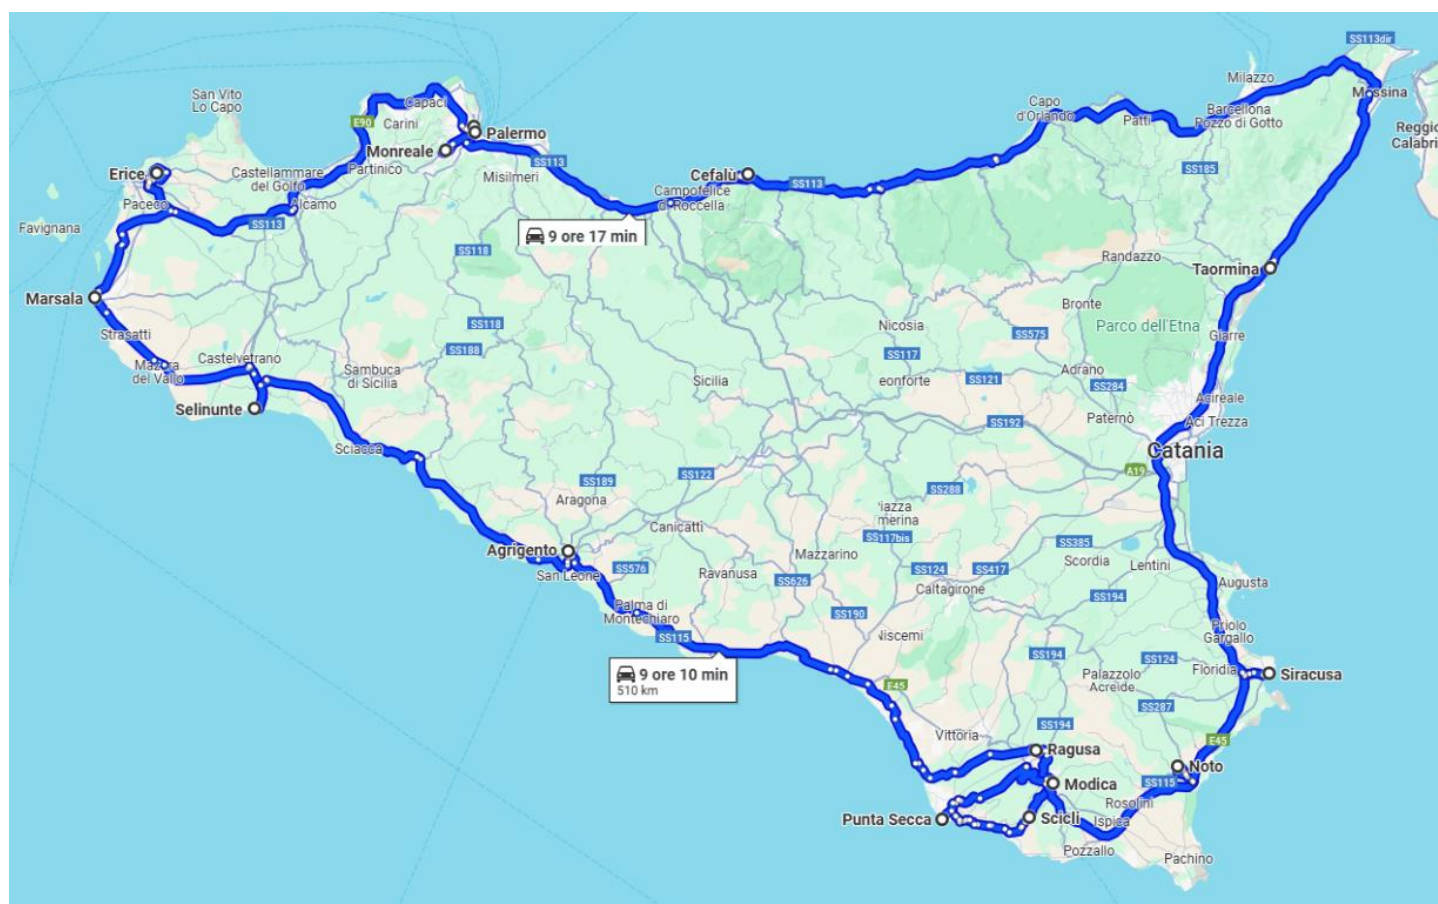 SS113dir
San Vito
Lo Capo
Milazzo
Messina
Capaci
Capo
d'Orlando
Barcellona
Pozzo di Gotto
E90
Carini
Palermo
Patti
Reggio
Calabri
Monreale
SS113
Erice
Castellammare
del Golfo
Partinico
Misilmeri
Cefalù
SS113
SS185
Paceco
Alcamo
Campofelice
di Roccella
Favignana
SS113
9 ore 17 min
SS118
Randazzo
Taormina
Marsala
Bronte
Strasatti
SS118
Nicosia
SS575
Parco dell'Etna
Giarre
SS188
SS117
Castelvetrano
Mazara
del Vallo
Sambuca
di Sicilia
Sicilia
eonforte
SS121
Adrano
SS284
Acireale
Selinunte
Paternò
Aci Trezza
SS192
Sciacca
Catania
SS122
A19
SS189
SS288
Aragona
Piazza
merina
Canicattì
SS117bis
SS385
Agrigento
Mazzarino
Scordia
Lentini
San Leone
SS576
Ravanusa
SS626
SS124
SS417
Augusta
Caltagirone
SS194
Palma di
Montechiaro
SS190
Priolo
Gargallo
SS115
Niscemi
SS194
SS124
9 ore 10 min
510 km
Floridia
Siracusa
Palazzolo
Acreide
E45
SS287
SS194
Vittoria
E45
Ragusa
Noto
Modica
SS115
Rosolini
Punta Secca
Scicli
Ispica
Pozzallo
Pachino